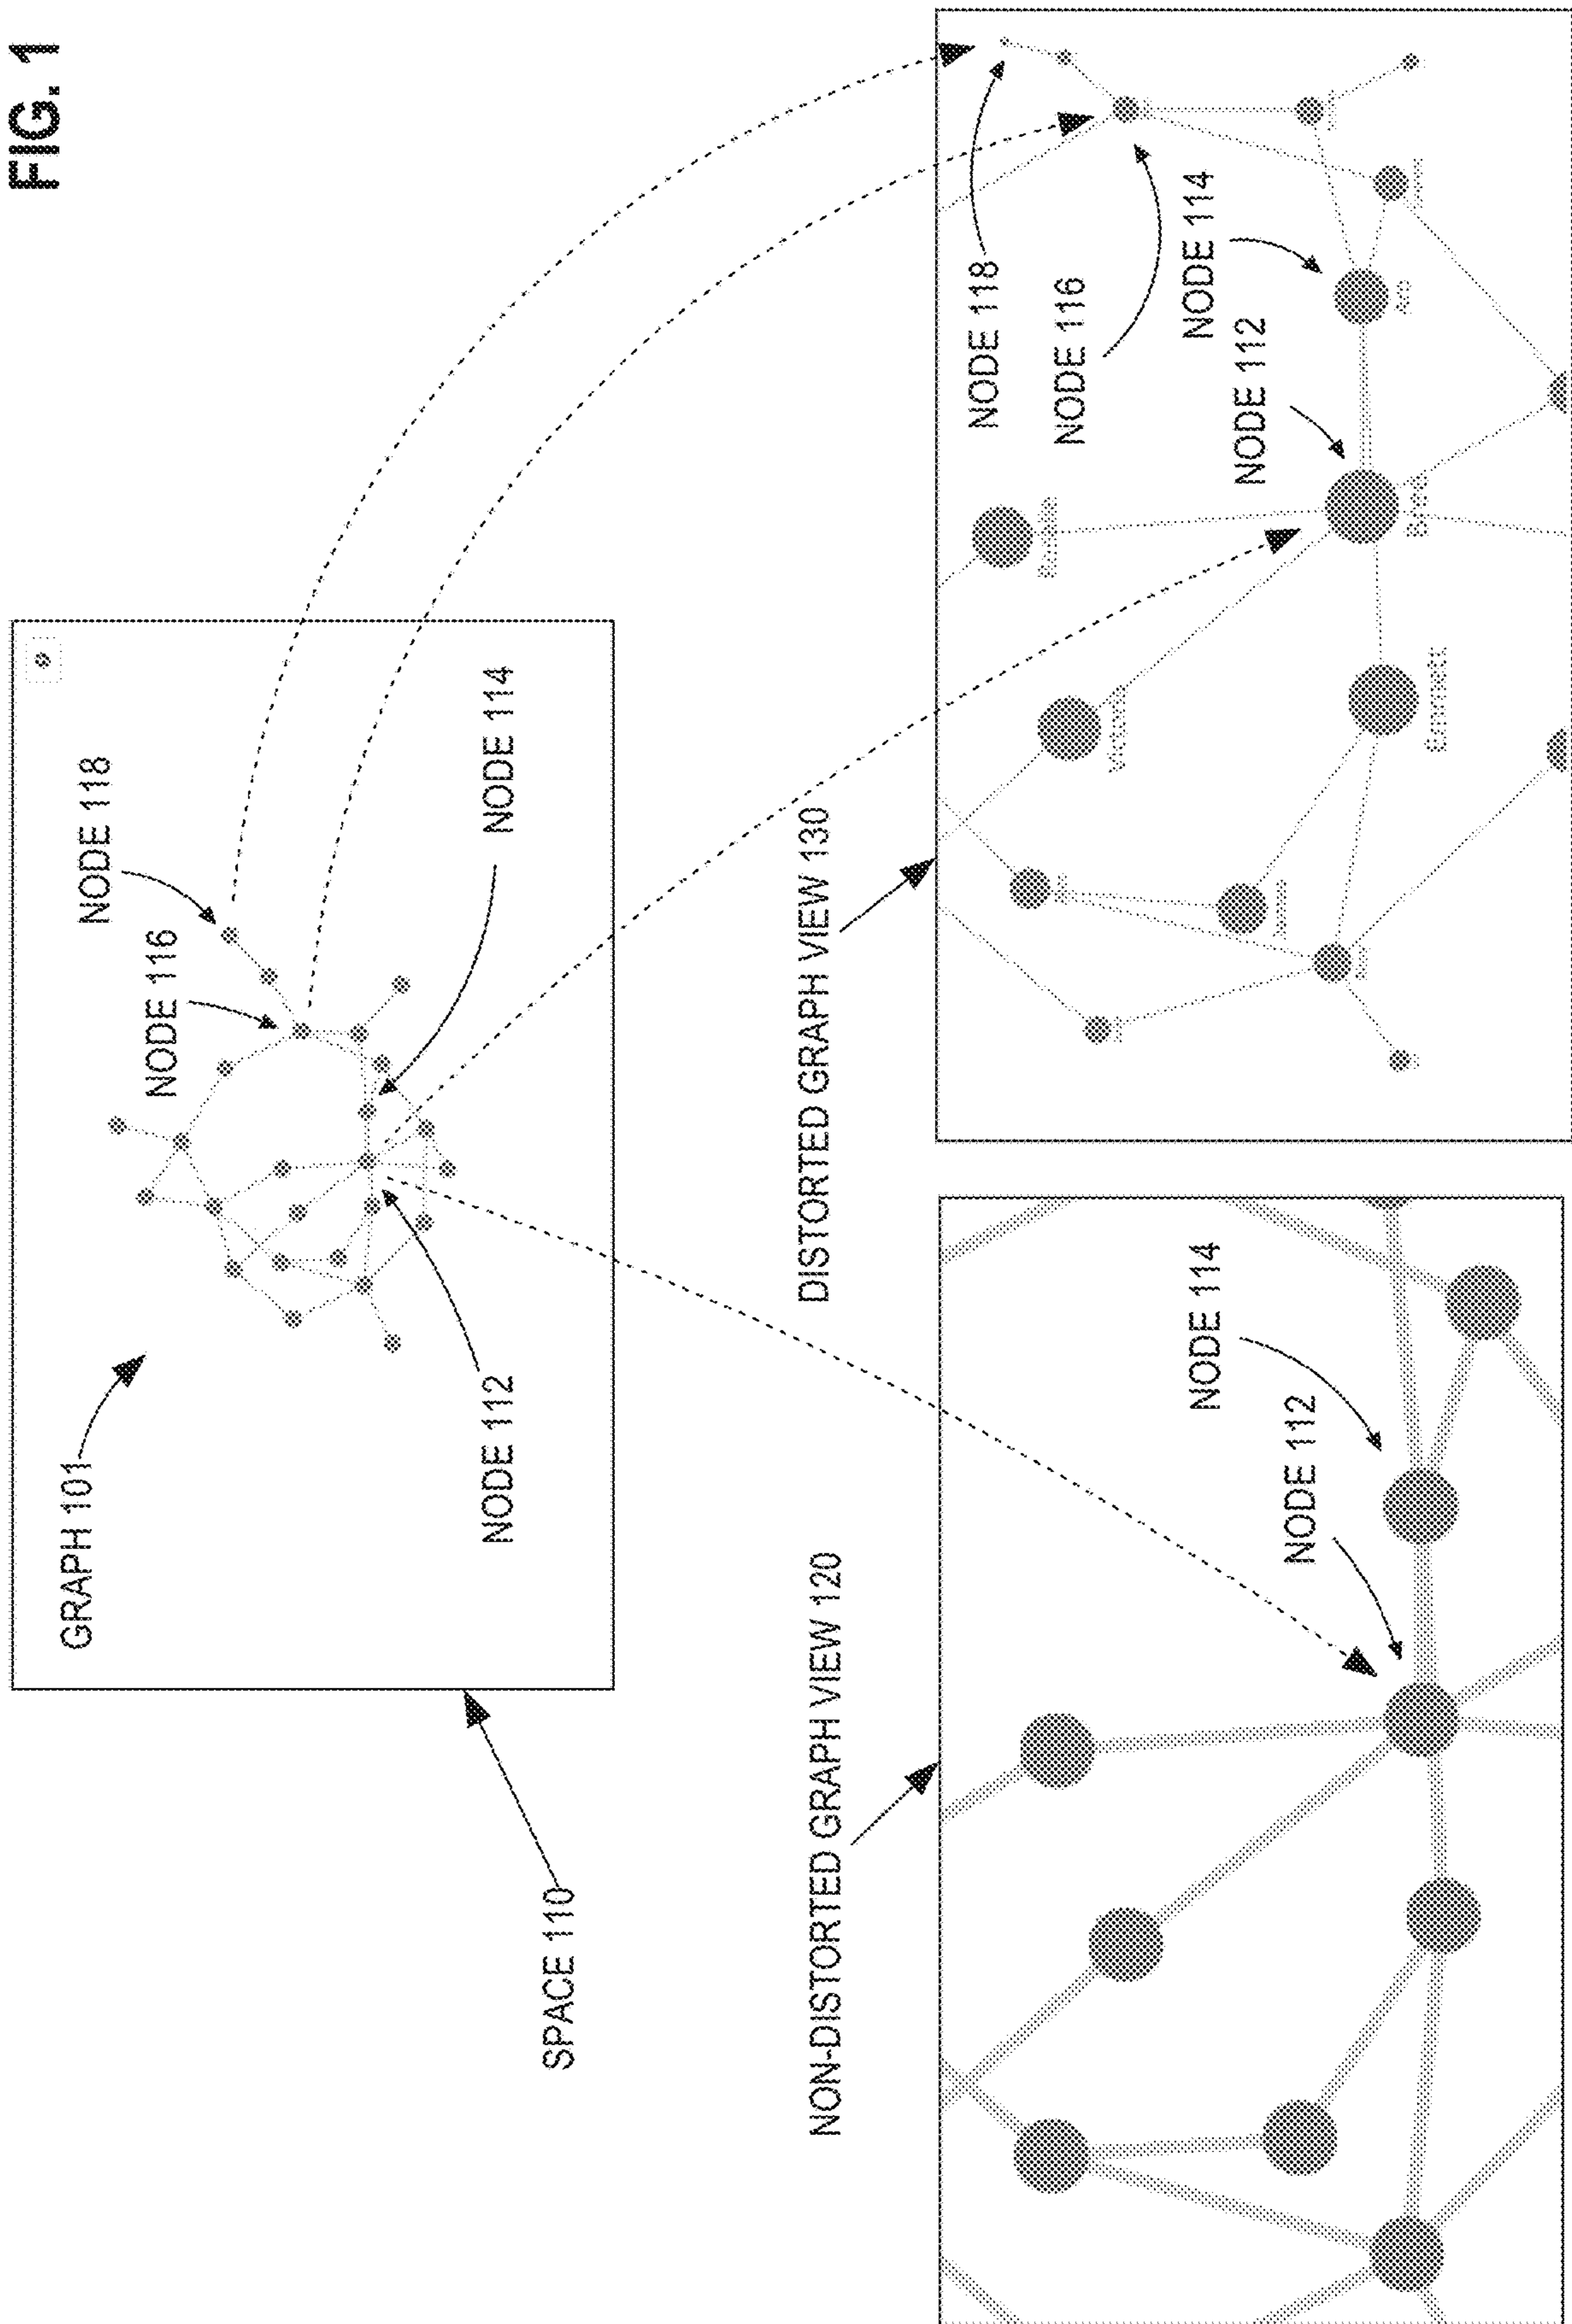 FIG. 1
GRAPH 101
NODE 116
NODE 118
NODE 112
NODE 114
SPACE 110
NON-DISTORTED GRAPH VIEW 120
DISTORTED GRAPH VIEW 130
NODE 112
NODE 114
NODE 118
NODE 116
NODE 114
NODE 112